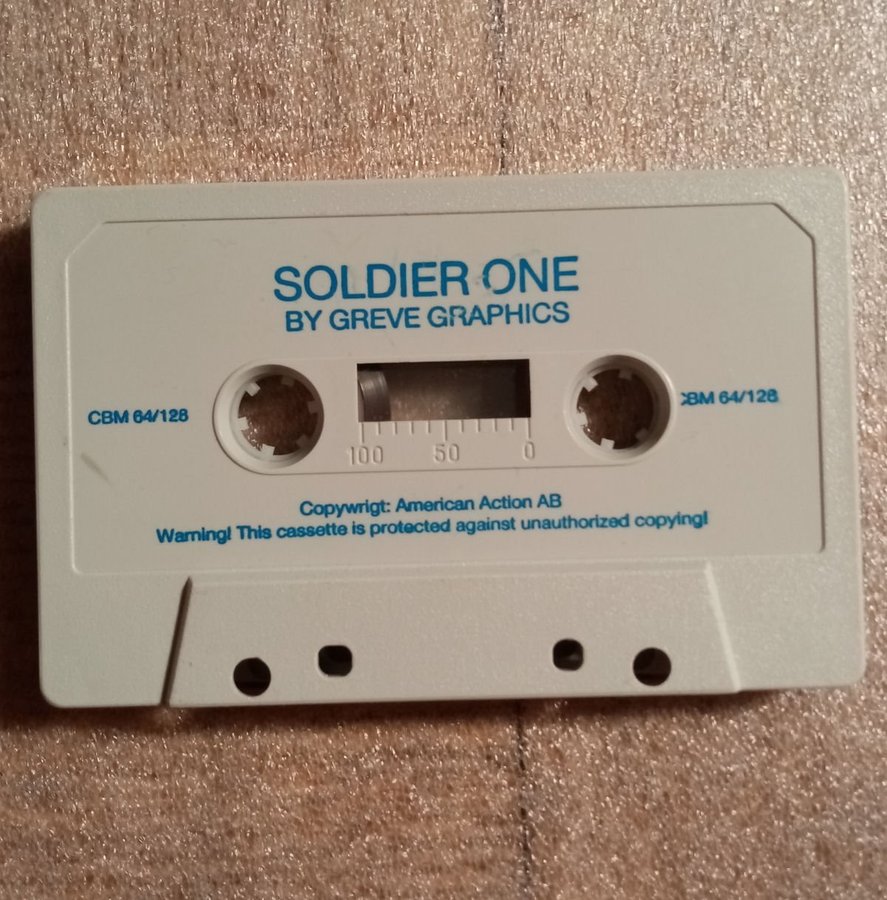 SOLDIER ONE
BY GREVE GRAPHICS
CBM 64/128
CBM 64/128
100 50 0
Copywrigt: American Action AB
Warning! This cassette is protected against unauthorized copying!